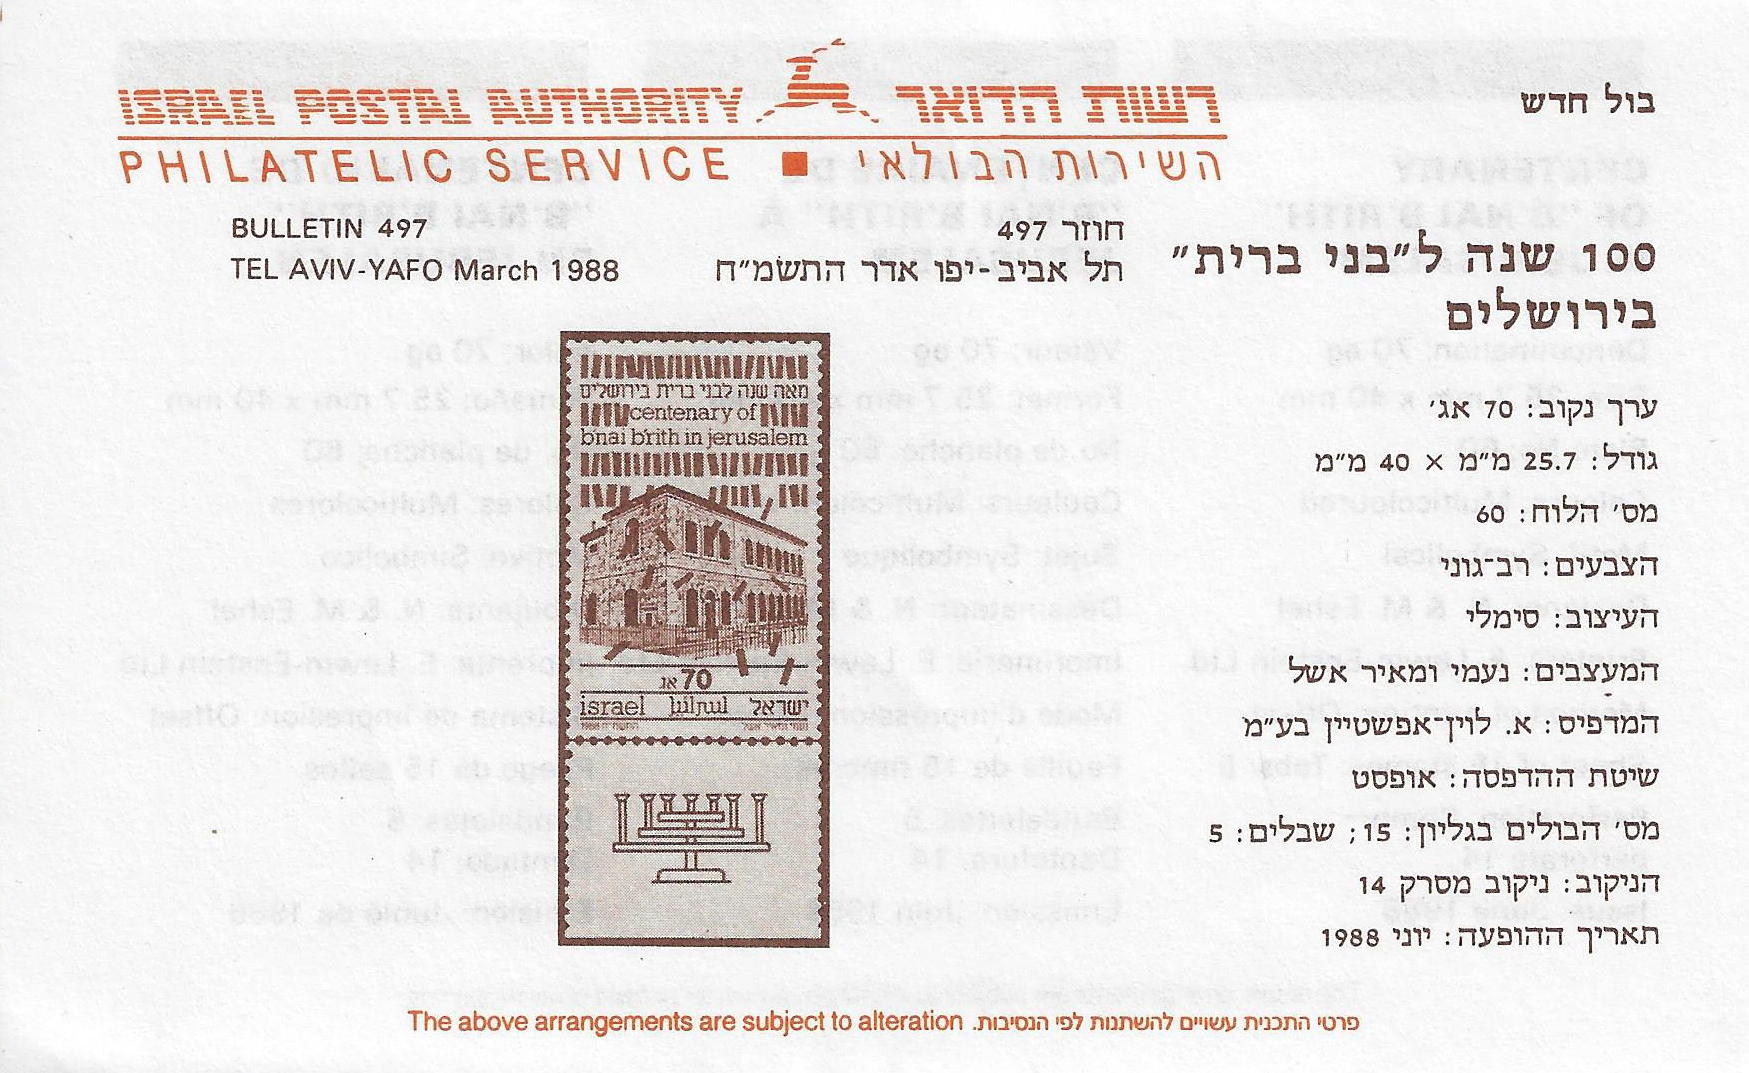 ISRAEL POSTAL AUTHORITY רשות הדואר
PHILATELIC SERVICE ■ השירות הבולאי
BULLETIN 497
TEL AVIV-YAFO March 1988
חוזר 497
תל אביב-יפו אדר התשמ״ח
בול חדש
100 שנה ל״בני ברית״
בירושלים
מאה שנה לבני ברית בירושלים
centenary of
b'nai b'rith in jerusalem
70 אג
israel اسرائيل ישראל
ערך נקוב: 70 אג׳
גודל: 25.7 מ״מ × 40 מ״מ
מס׳ הלוח: 60
הצבעים: רב־גוני
העיצוב: סימלי
המעצבים: נעמי ומאיר אשל
המדפיס: א. לוין־אפשטיין בע״מ
שיטת ההדפסה: אופסט
מס׳ הבולים בגליון: 15; שבלים: 5
הניקוב: ניקוב מסרק 14
תאריך ההופעה: יוני 1988
The above arrangements are subject to alteration .פרטי התכנית עשויים להשתנות לפי הנסיבות